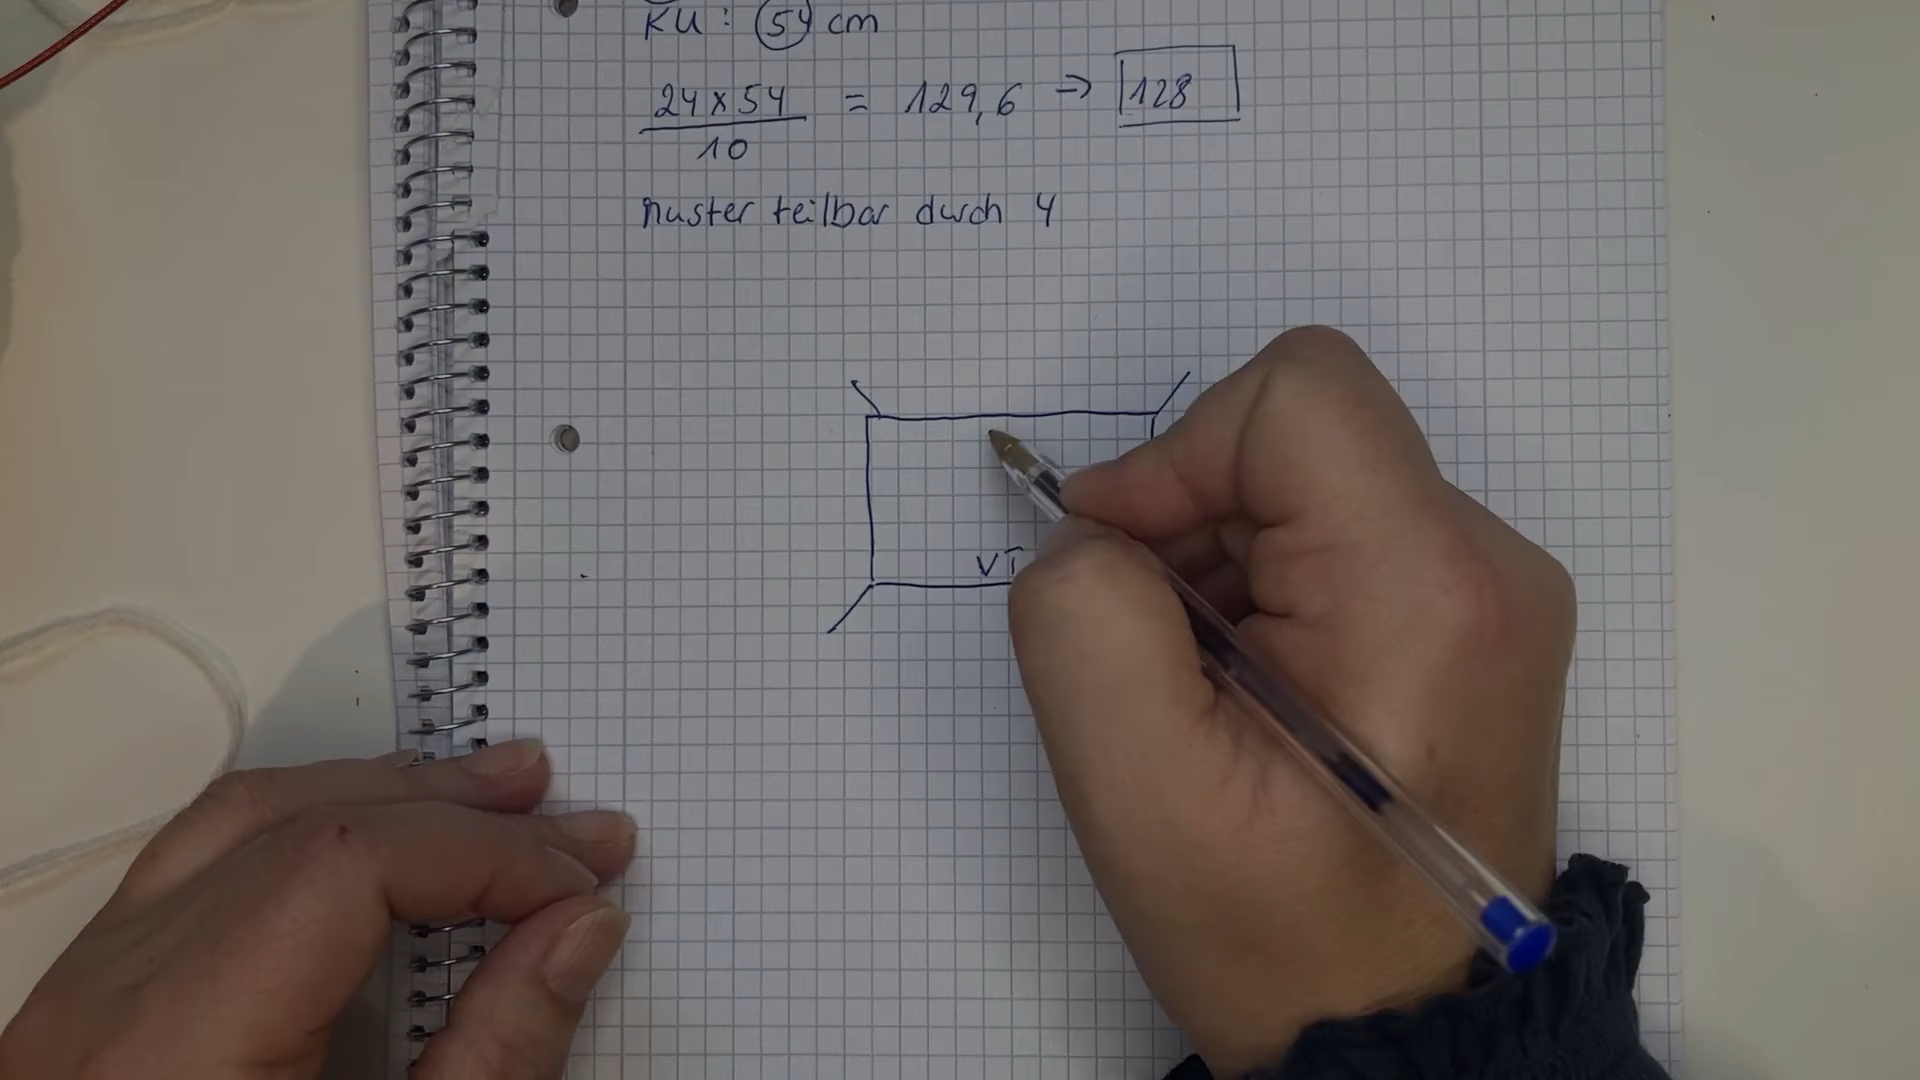 KU: 54 cm
24 x 54 = 129,6 => 128
10
Muster teilbar durch 4
VT